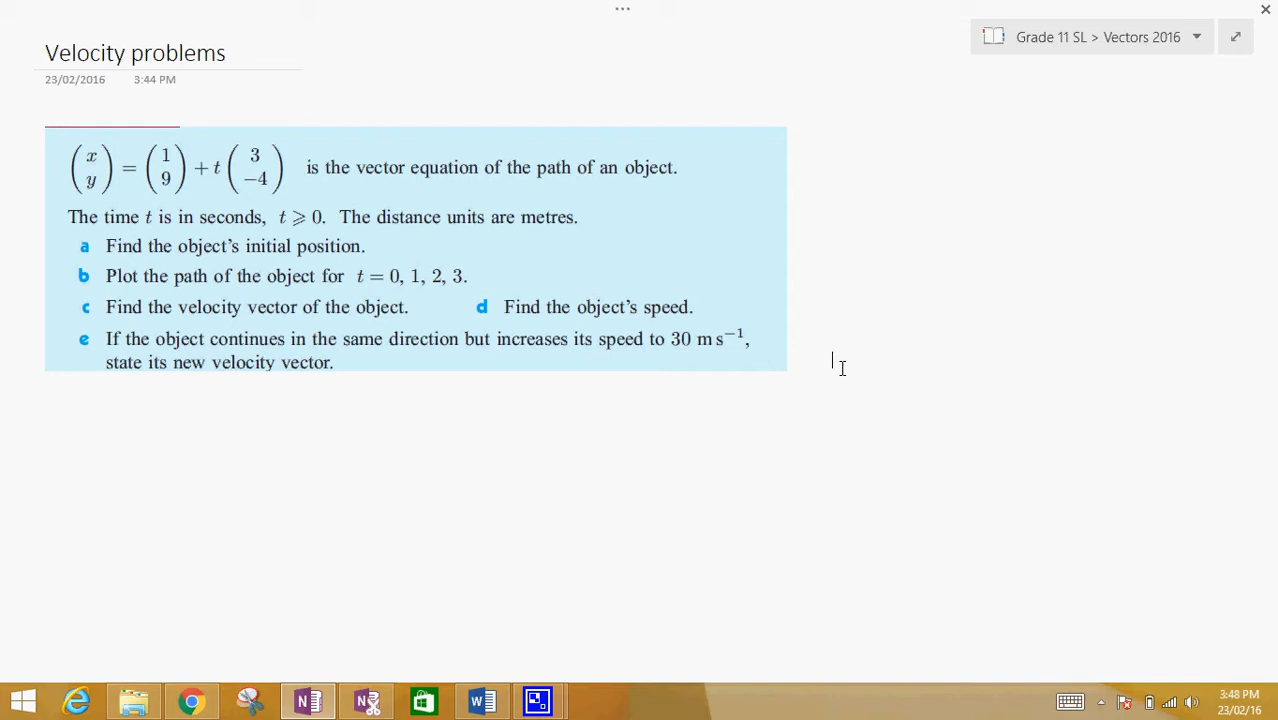 Velocity problems
23/02/2016 3:44 PM
Grade 11 SL > Vectors 2016
(x y) = (1 9) + t (3 −4) is the vector equation of the path of an object.
The time t is in seconds, t ⩾ 0. The distance units are metres.
a Find the object's initial position.
b Plot the path of the object for t = 0, 1, 2, 3.
c Find the velocity vector of the object. d Find the object's speed.
e If the object continues in the same direction but increases its speed to 30 m s⁻¹,
state its new velocity vector.
3:48 PM
23/02/16